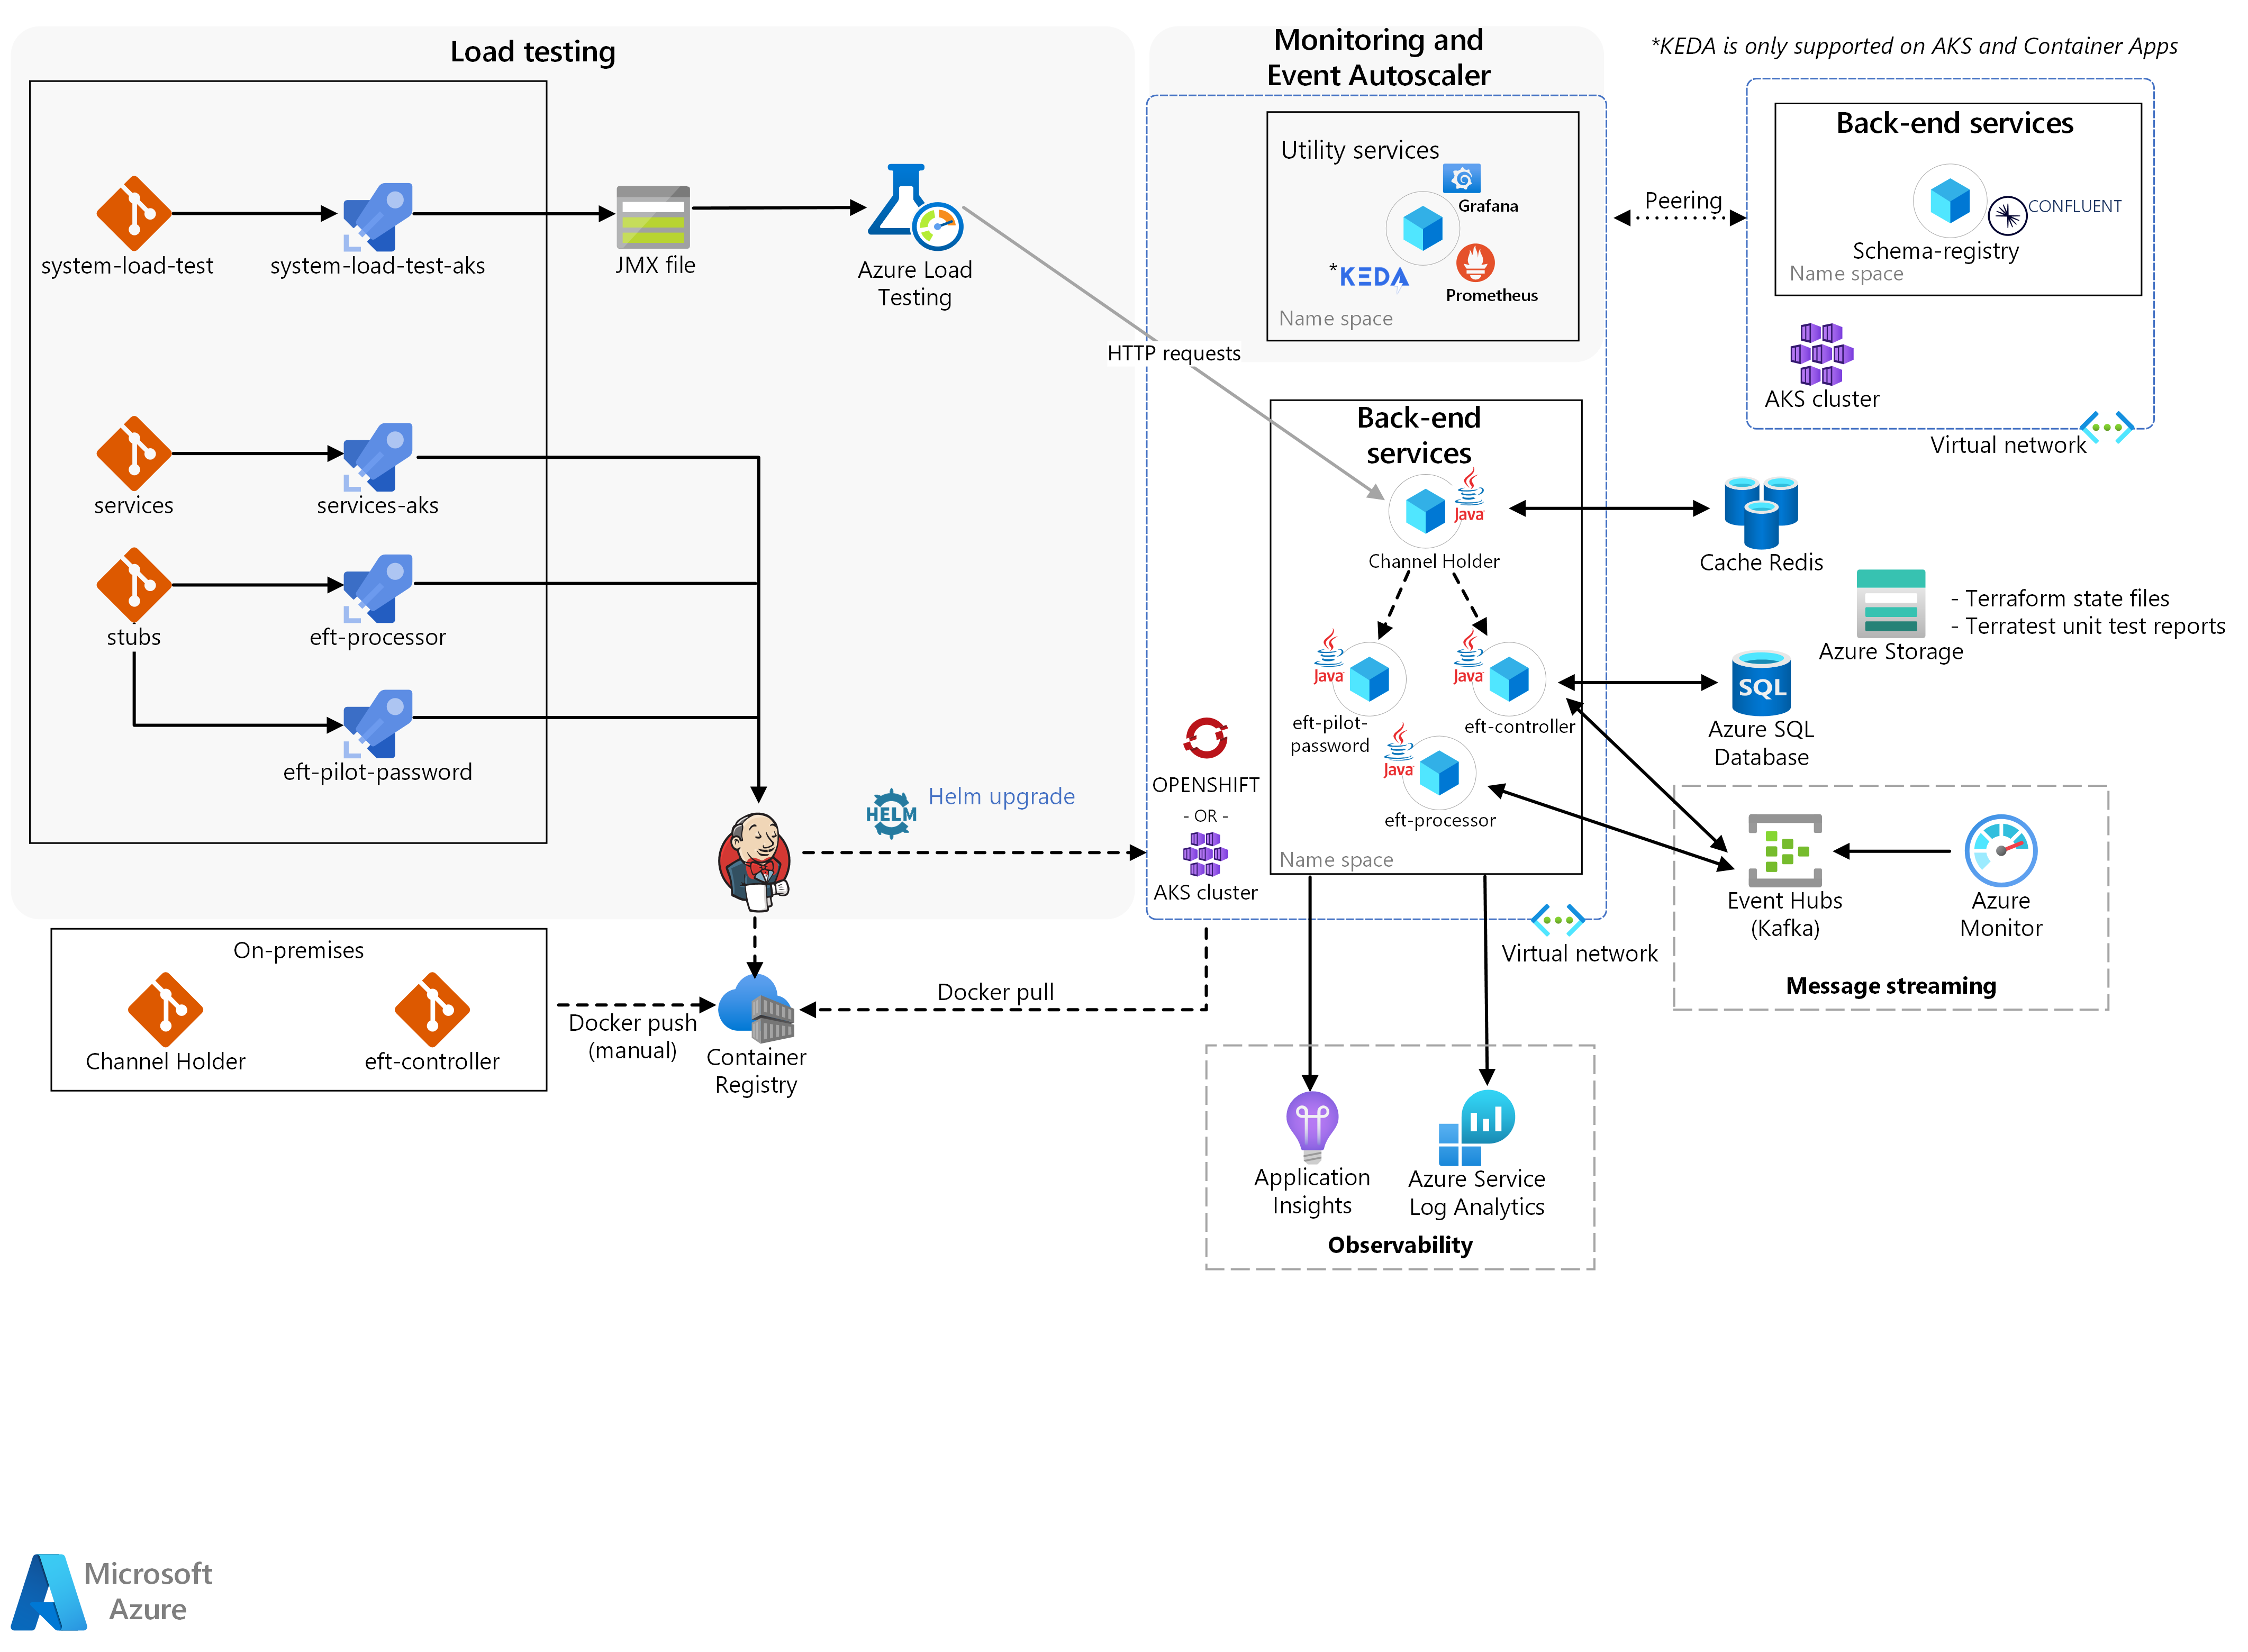 Load testing
system-load-test
system-load-test-aks
JMX file
Azure Load
Testing
services
services-aks
stubs
eft-processor
eft-pilot-password
HELM
Helm upgrade
On-premises
Channel Holder
eft-controller
Docker push
(manual)
Container
Registry
Docker pull
HTTP requests
Monitoring and
Event Autoscaler
Utility services
Grafana
*KEDA
Prometheus
Name space
Back-end
services
Java
Channel Holder
Java
eft-pilot-
password
Java
eft-controller
Java
eft-processor
Name space
OPENSHIFT
- OR -
AKS cluster
Virtual network
*KEDA is only supported on AKS and Container Apps
Peering
Back-end services
CONFLUENT
Schema-registry
Name space
AKS cluster
Virtual network
Cache Redis
- Terraform state files
- Terratest unit test reports
Azure Storage
SQL
Azure SQL
Database
Event Hubs
(Kafka)
Azure
Monitor
Message streaming
Application
Insights
Azure Service
Log Analytics
Observability
Microsoft
Azure